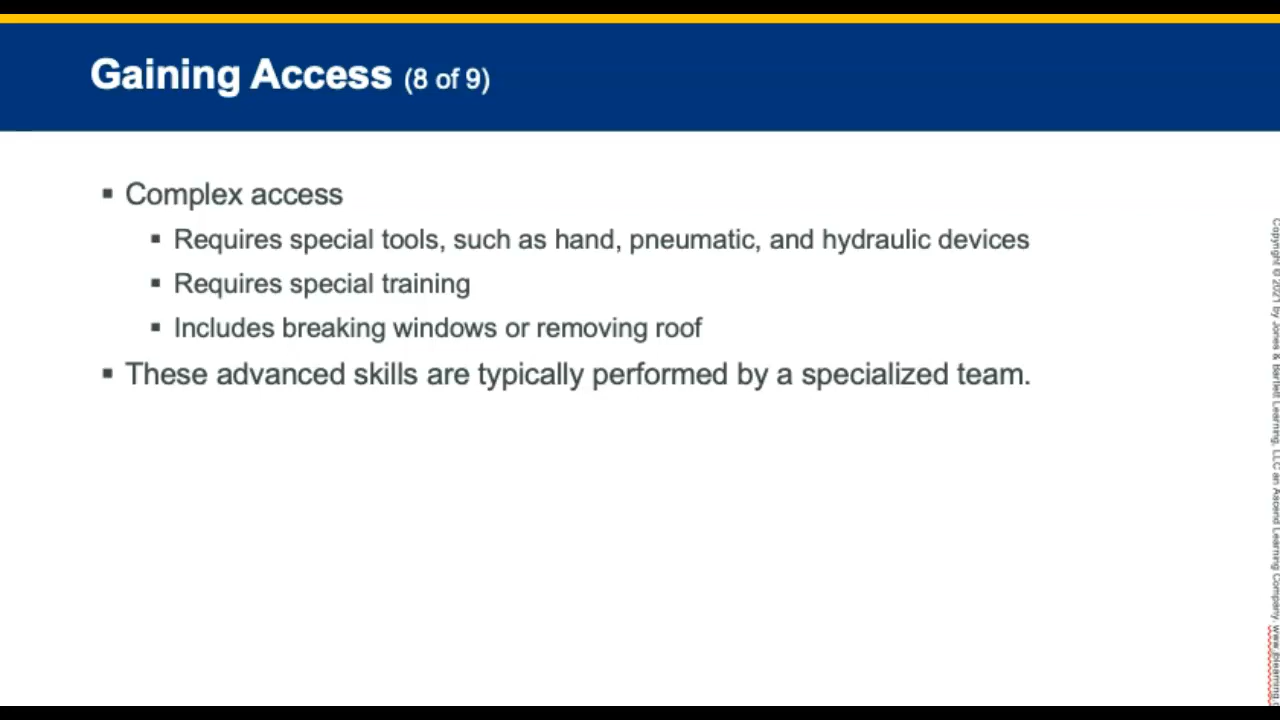 Gaining Access (8 of 9)
Complex access
Requires special tools, such as hand, pneumatic, and hydraulic devices
Requires special training
Includes breaking windows or removing roof
These advanced skills are typically performed by a specialized team.
Copyright © 2021 by Jones & Bartlett Learning, LLC an Ascend Learning Company. www.jblearning.c